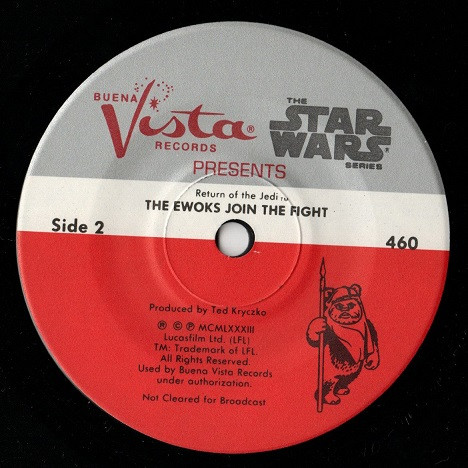 BUENA
Vista®
RECORDS
THE
STAR
WARS
SERIES
PRESENTS
Return of the Jedi
THE EWOKS JOIN THE FIGHT
Side 2
460
Produced by Ted Kryczko
® © ℗ MCMLXXXIII
Lucasfilm Ltd. (LFL)
TM: Trademark of LFL.
All Rights Reserved.
Used by Buena Vista Records
under authorization.
Not Cleared for Broadcast